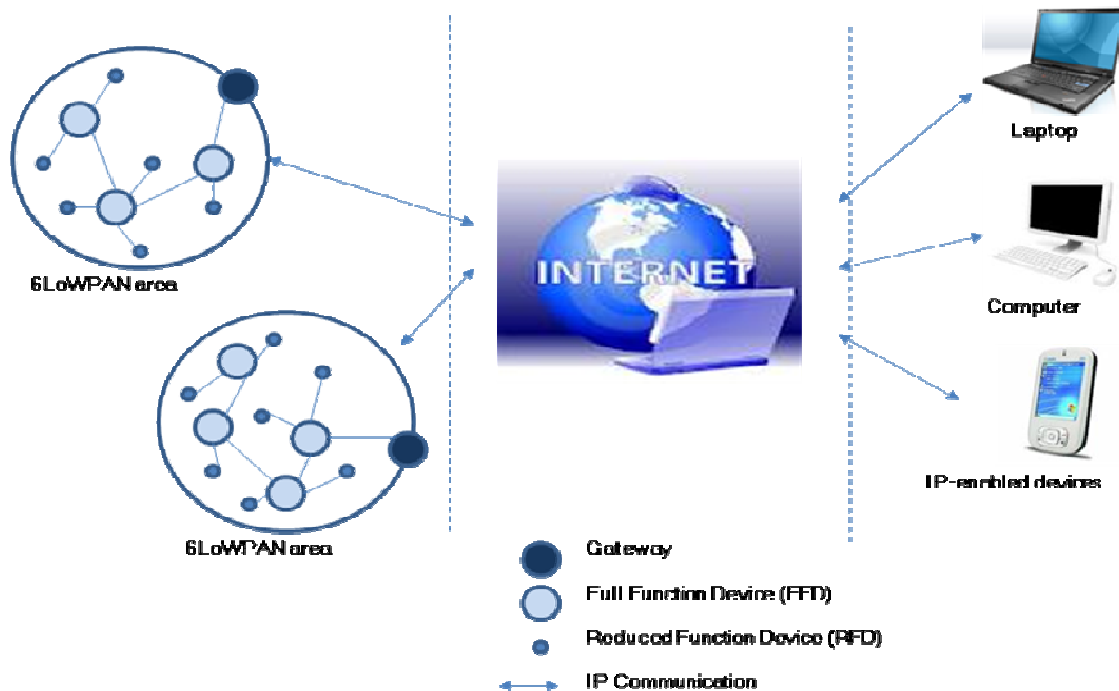 Laptop
INTERNET
6LoWPAN area
Computer
IP-enabled devices
6LoWPAN area
Gateway
Full Function Device (FFD)
Reduced Function Device (RFD)
IP Communication